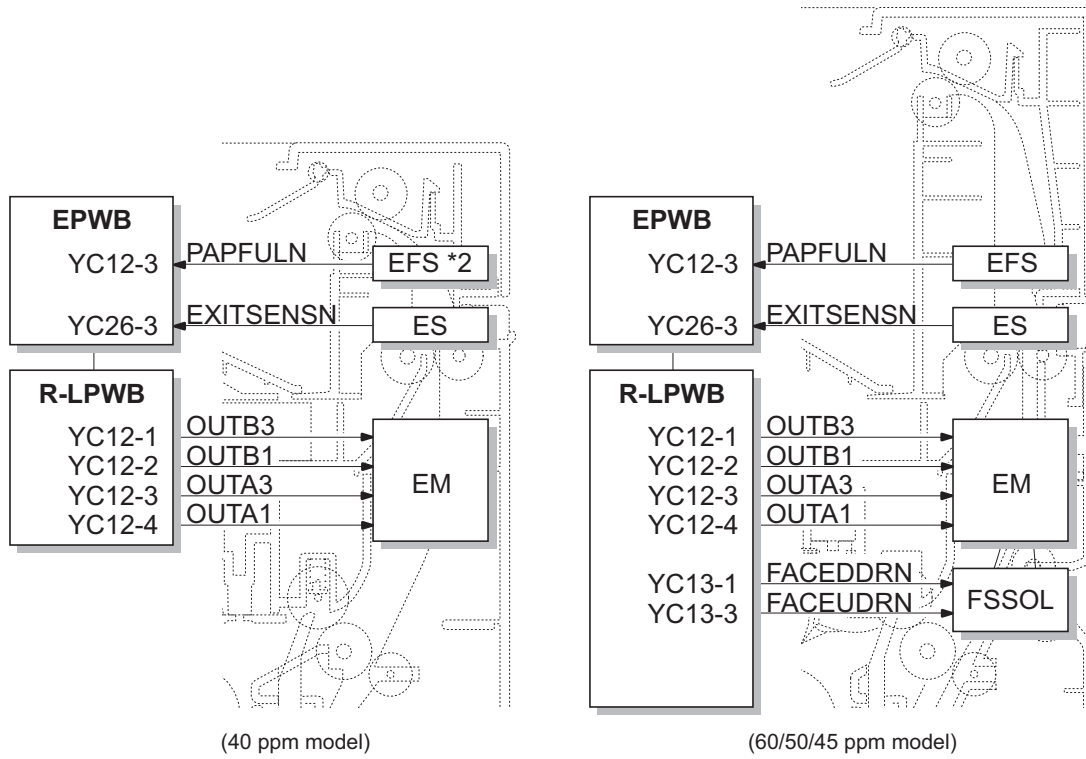 EPWB
YC12-3 PAPFULN EFS *2
YC26-3 EXITSENSN ES
R-LPWB
YC12-1 OUTB3
YC12-2 OUTB1
YC12-3 OUTA3
YC12-4 OUTA1
EM
(40 ppm model)
EPWB
YC12-3 PAPFULN EFS
YC26-3 EXITSENSN ES
R-LPWB
YC12-1 OUTB3
YC12-2 OUTB1
YC12-3 OUTA3
YC12-4 OUTA1
EM
YC13-1 FACEDDRN
YC13-3 FACEUDRN
FSSOL
(60/50/45 ppm model)